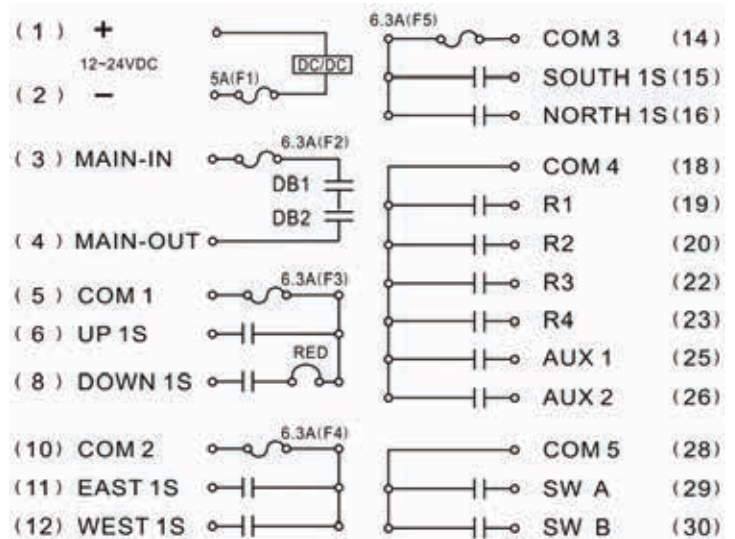 (1) +
12~24VDC
DC/DC
5A(F1)
(2) −
6.3A(F2)
(3) MAIN-IN
DB1
DB2
(4) MAIN-OUT
6.3A(F3)
(5) COM 1
(6) UP 1S
RED
(8) DOWN 1S
6.3A(F4)
(10) COM 2
(11) EAST 1S
(12) WEST 1S
6.3A(F5)
COM 3 (14)
SOUTH 1S(15)
NORTH 1S(16)
COM 4 (18)
R1 (19)
R2 (20)
R3 (22)
R4 (23)
AUX 1 (25)
AUX 2 (26)
COM 5 (28)
SW A (29)
SW B (30)